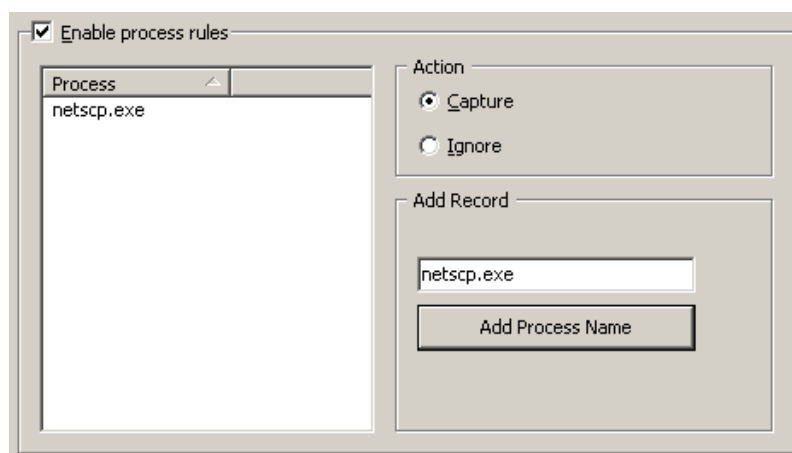 Enable process rules
Process
netscp.exe
Action
Capture
Ignore
Add Record
netscp.exe
Add Process Name